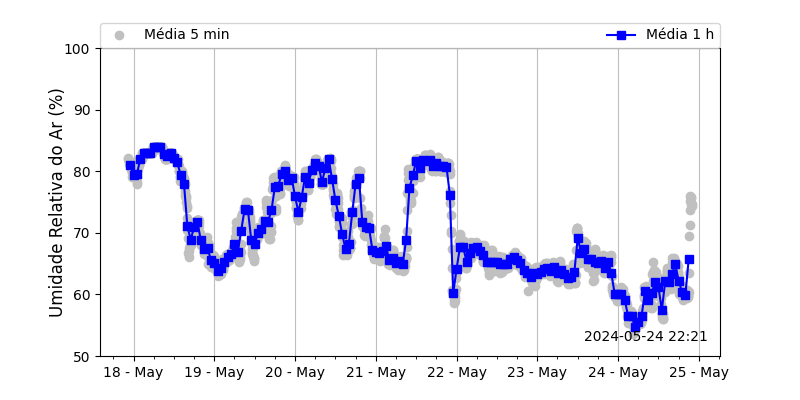 Média 5 min
Média 1 h
100
90
80
70
60
50
Umidade Relativa do Ar (%)
2024-05-24 22:21
18 - May
19 - May
20 - May
21 - May
22 - May
23 - May
24 - May
25 - May